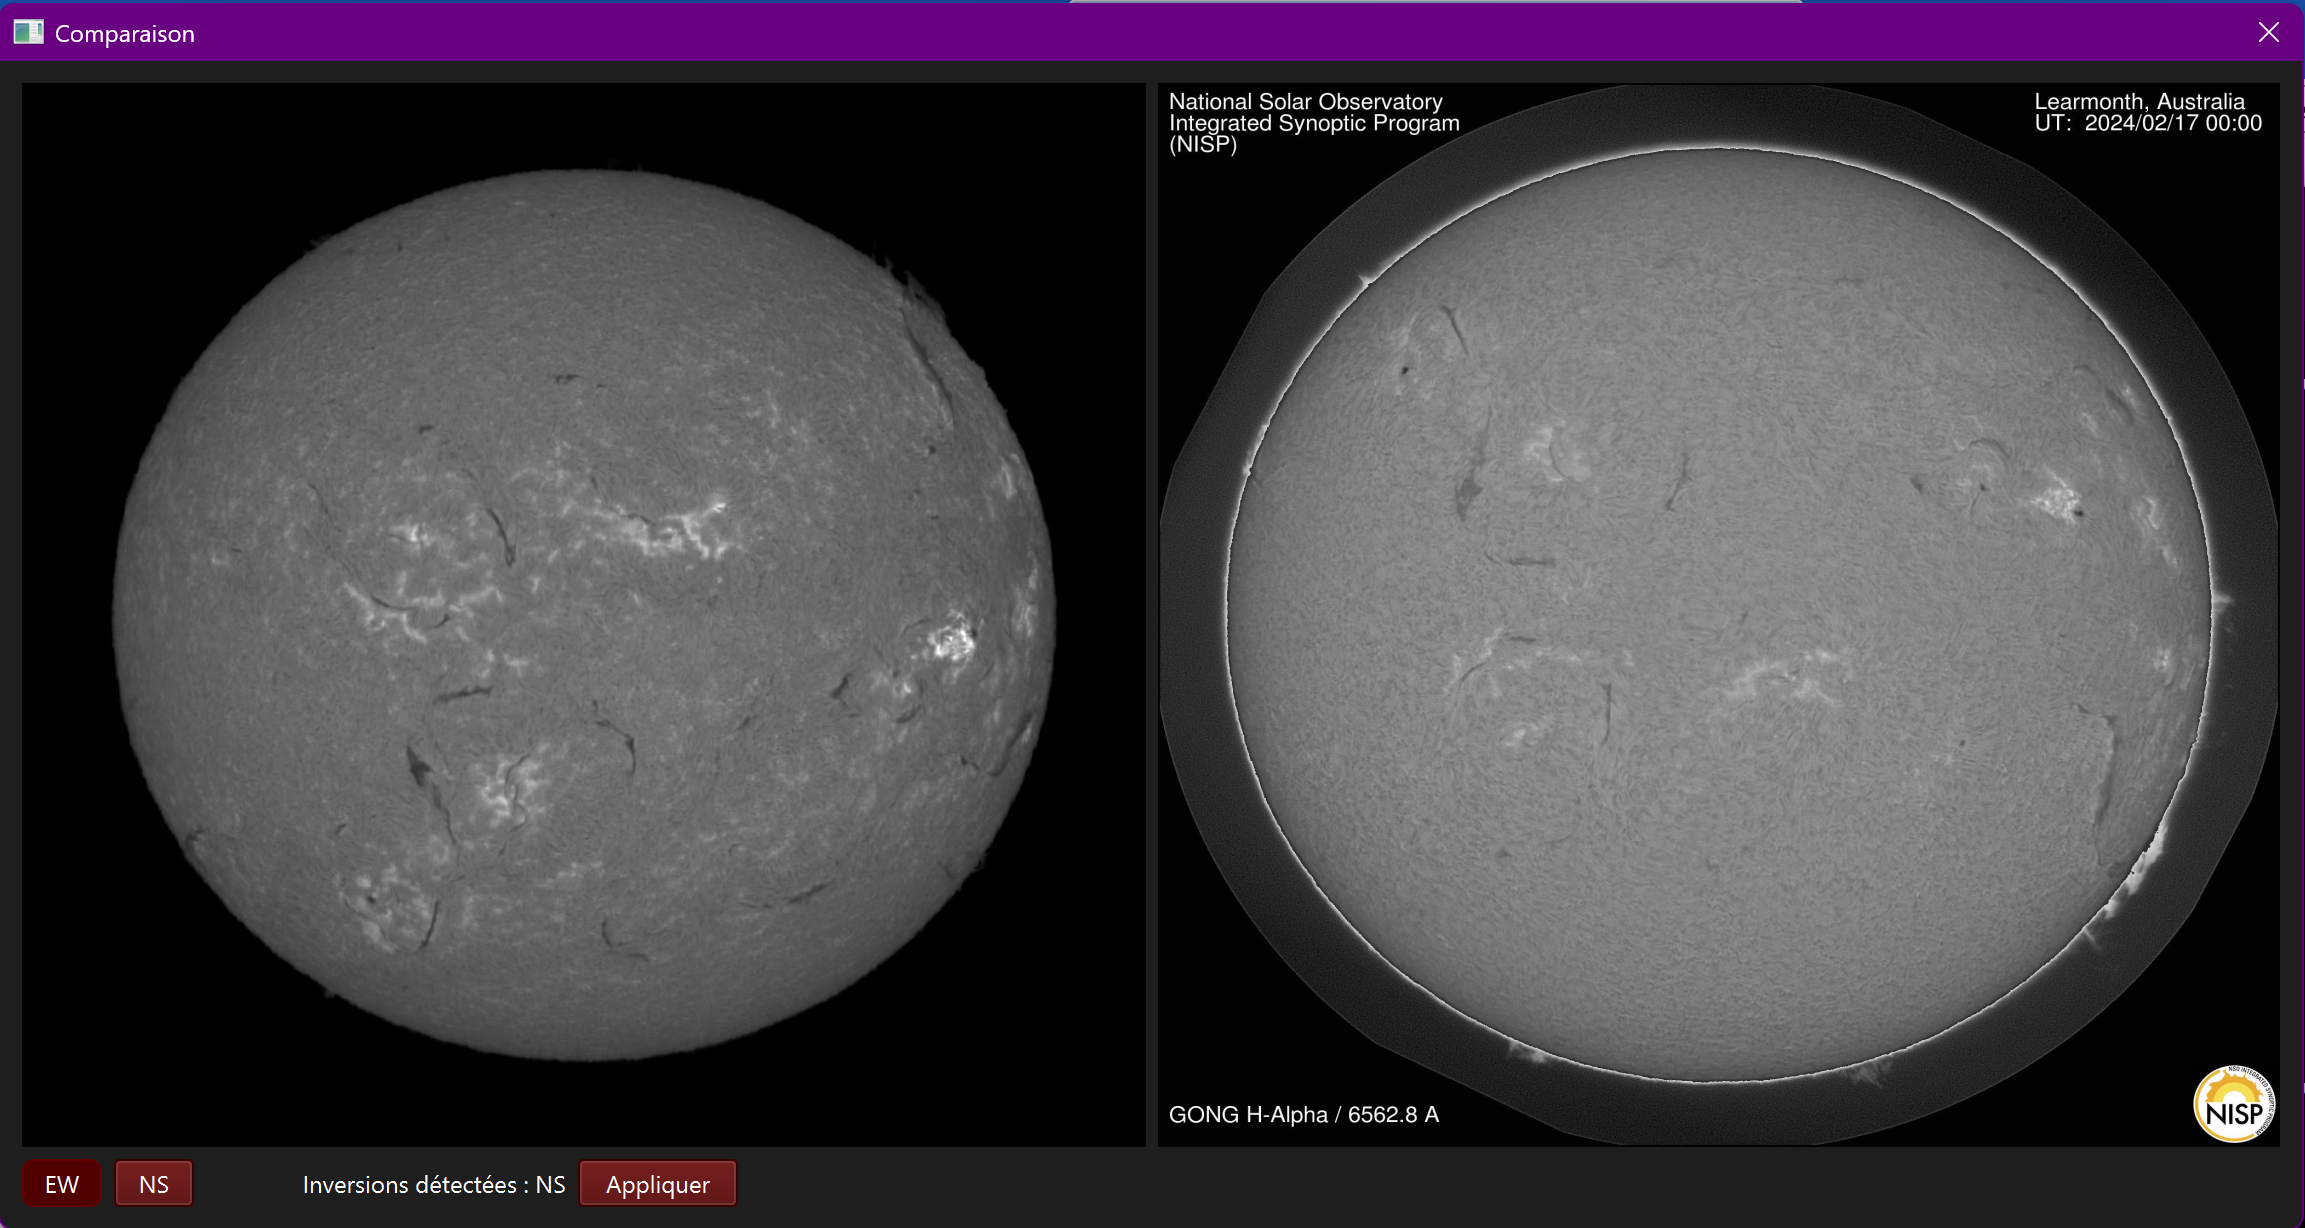 Comparaison
National Solar Observatory
Integrated Synoptic Program
(NISP)
Learmonth, Australia
UT: 2024/02/17 00:00
GONG H-Alpha / 6562.8 A
NISP
EW
NS
Inversions détectées : NS
Appliquer